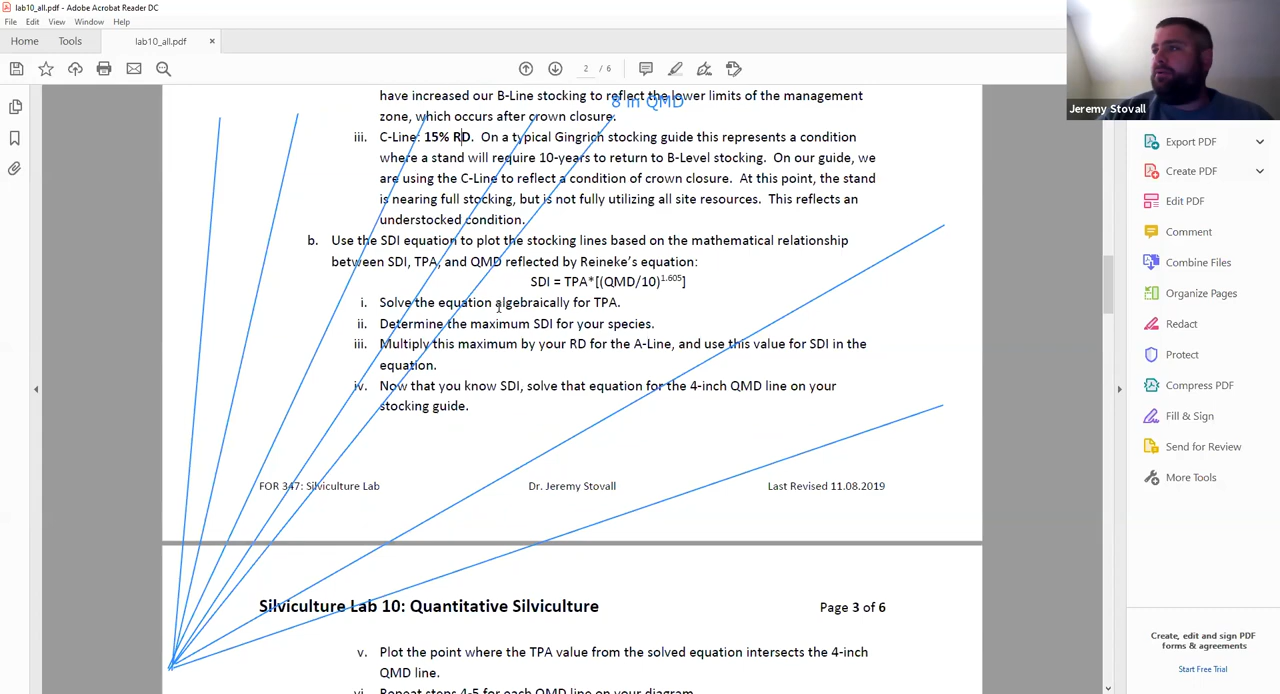 lab10_all.pdf - Adobe Acrobat Reader DC
File Edit View Window Help
Home Tools lab10_all.pdf ×
2 / 6
Jeremy Stovall
8 in QMD
have increased our B-Line stocking to reflect the lower limits of the management
zone, which occurs after crown closure.
iii. C-Line: 15% RD. On a typical Gingrich stocking guide this represents a condition
where a stand will require 10-years to return to B-Level stocking. On our guide, we
are using the C-Line to reflect a condition of crown closure. At this point, the stand
is nearing full stocking, but is not fully utilizing all site resources. This reflects an
understocked condition.
b. Use the SDI equation to plot the stocking lines based on the mathematical relationship
between SDI, TPA, and QMD reflected by Reineke's equation:
SDI = TPA*[(QMD/10)^1.605]
i. Solve the equation algebraically for TPA.
ii. Determine the maximum SDI for your species.
iii. Multiply this maximum by your RD for the A-Line, and use this value for SDI in the
equation.
iv. Now that you know SDI, solve that equation for the 4-inch QMD line on your
stocking guide.
FOR 347: Silviculture Lab Dr. Jeremy Stovall Last Revised 11.08.2019
Silviculture Lab 10: Quantitative Silviculture Page 3 of 6
v. Plot the point where the TPA value from the solved equation intersects the 4-inch
QMD line.
vi. Repeat steps 4-5 for each QMD line on your diagram.
Export PDF
Create PDF
Edit PDF
Comment
Combine Files
Organize Pages
Redact
Protect
Compress PDF
Fill & Sign
Send for Review
More Tools
Create, edit and sign PDF
forms & agreements
Start Free Trial